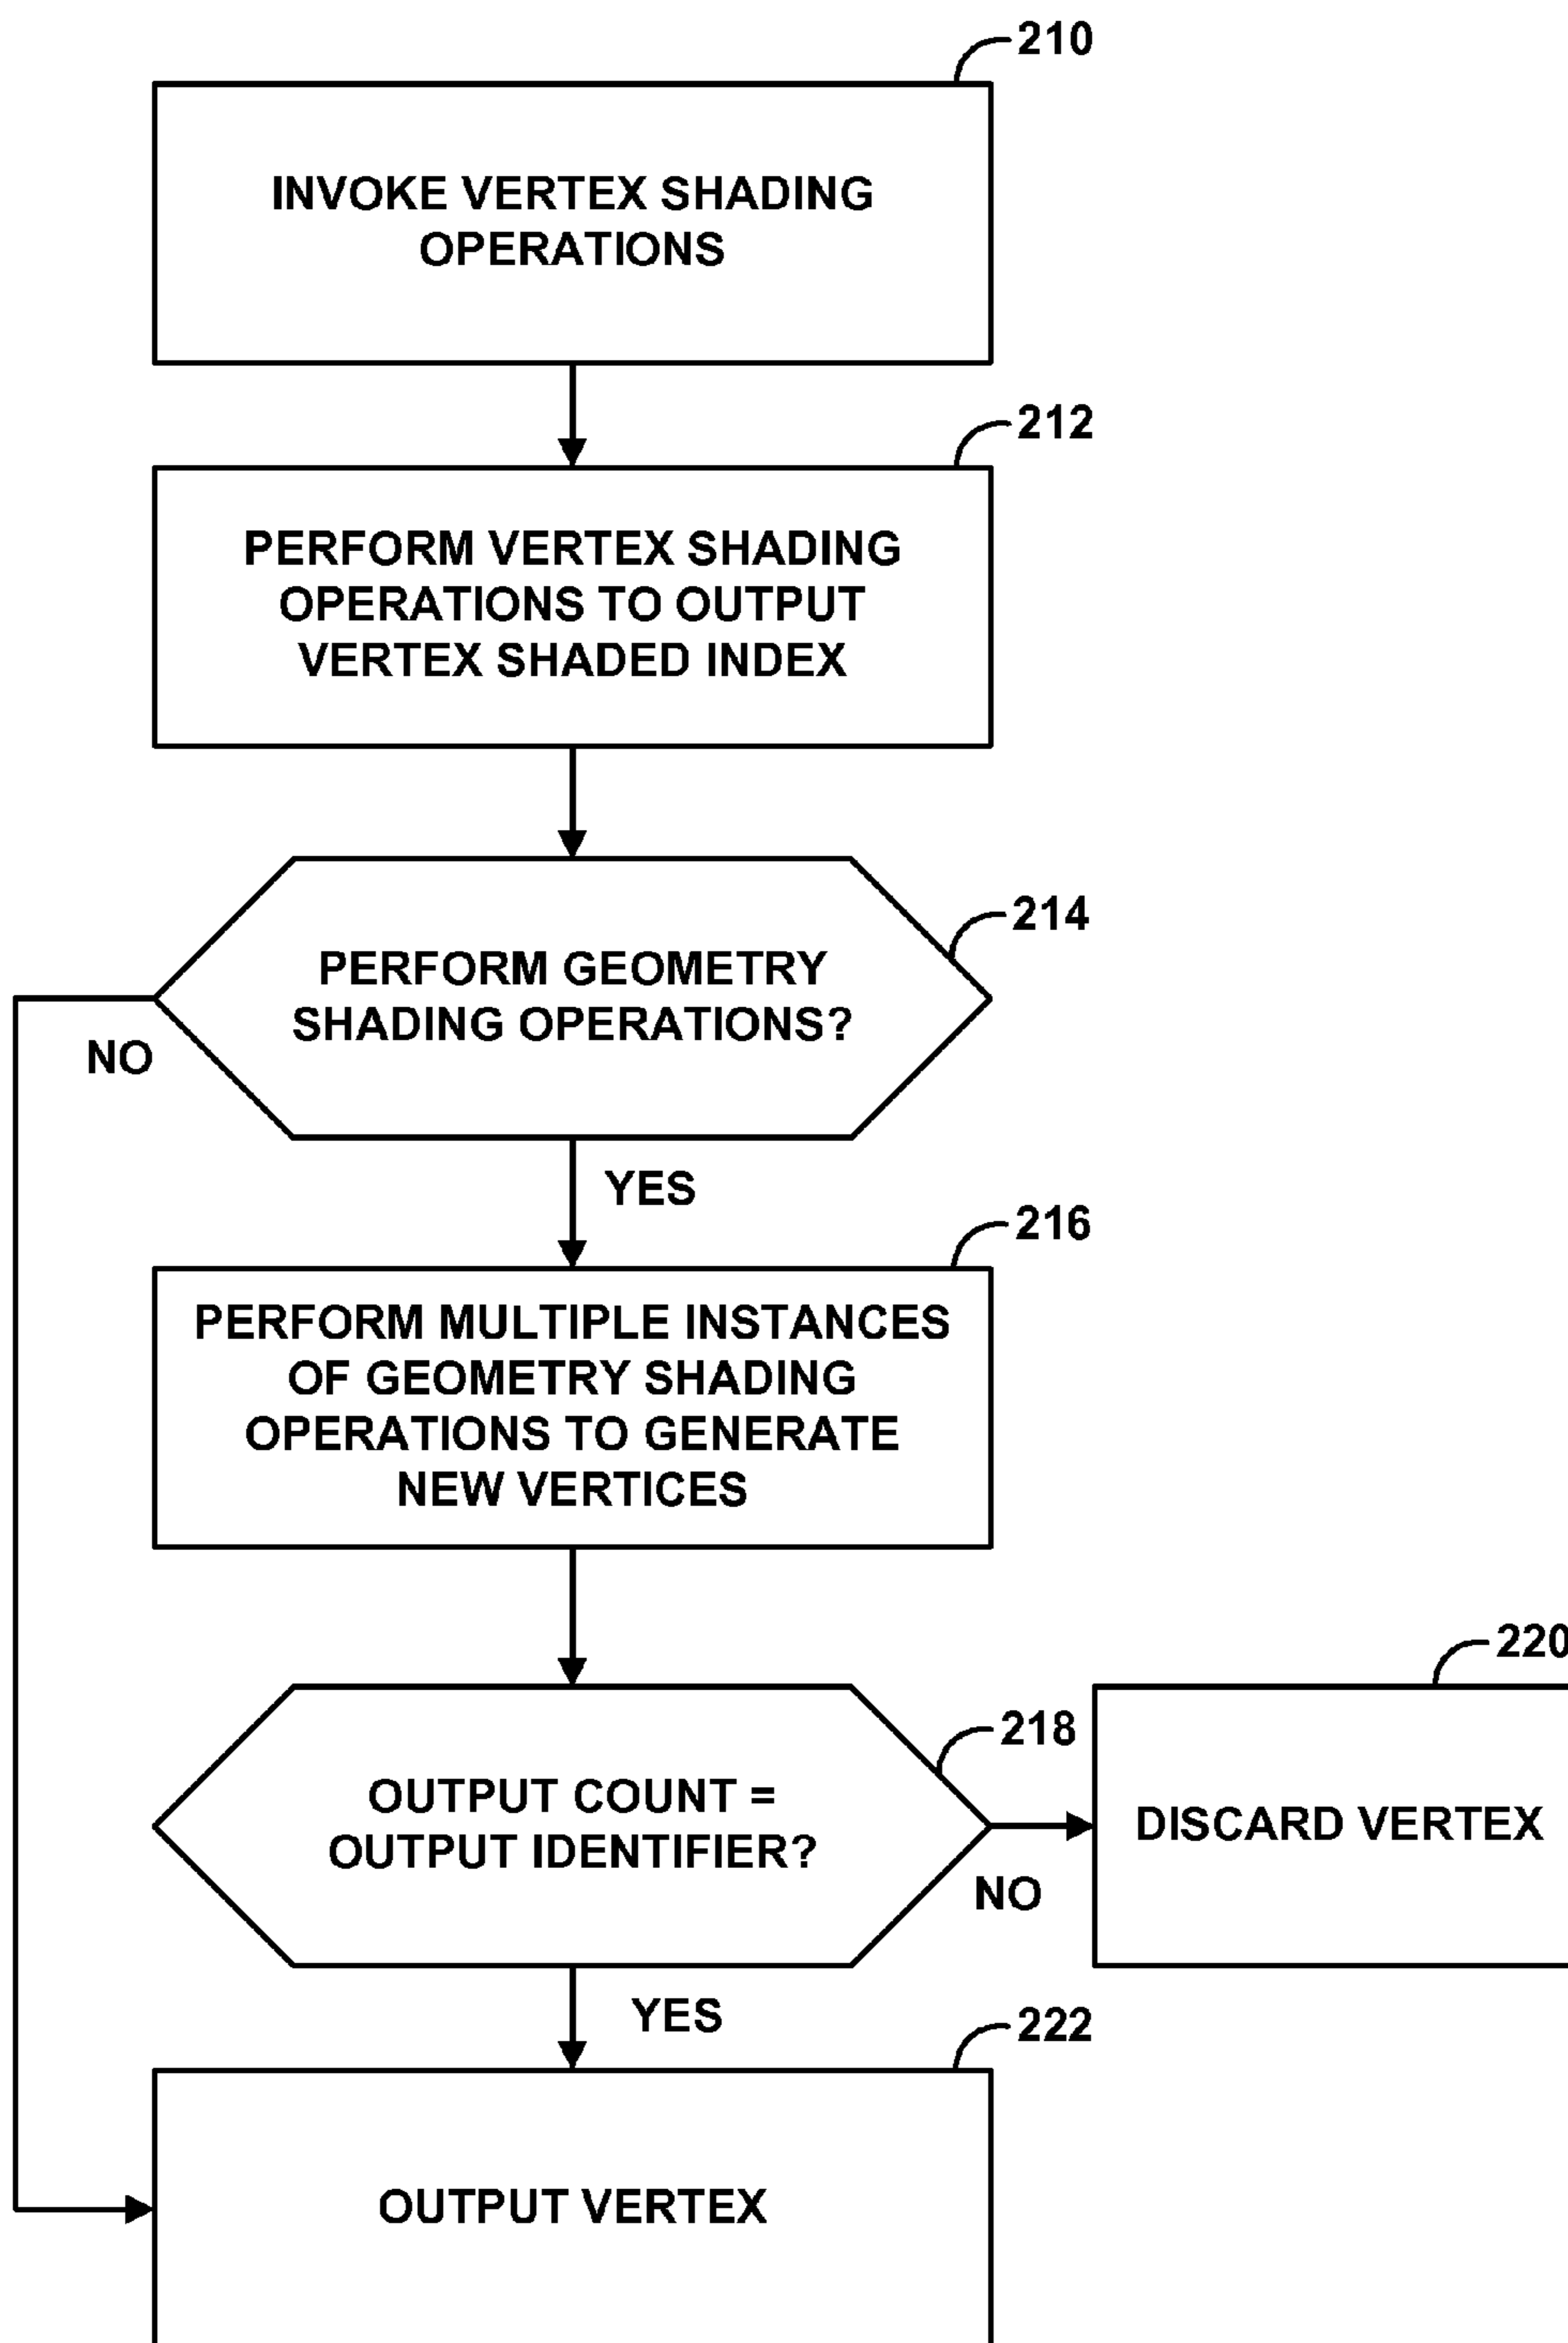 210
INVOKE VERTEX SHADING
OPERATIONS
212
PERFORM VERTEX SHADING
OPERATIONS TO OUTPUT
VERTEX SHADED INDEX
214
PERFORM GEOMETRY
SHADING OPERATIONS?
NO
YES
216
PERFORM MULTIPLE INSTANCES
OF GEOMETRY SHADING
OPERATIONS TO GENERATE
NEW VERTICES
220
218
OUTPUT COUNT =
OUTPUT IDENTIFIER?
DISCARD VERTEX
NO
YES
222
OUTPUT VERTEX